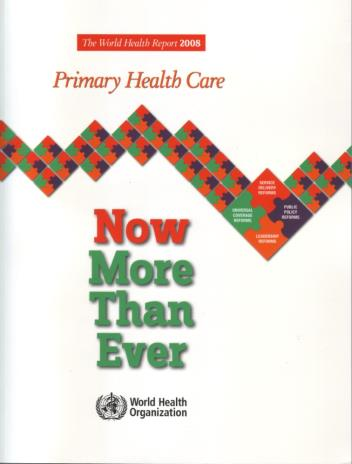 The World Health Report 2008
Primary Health Care
SERVICE
DELIVERY
REFORMS
UNIVERSAL
COVERAGE
REFORMS
PUBLIC
POLICY
REFORMS
LEADERSHIP
REFORMS
Now
More
Than
Ever
World Health
Organization